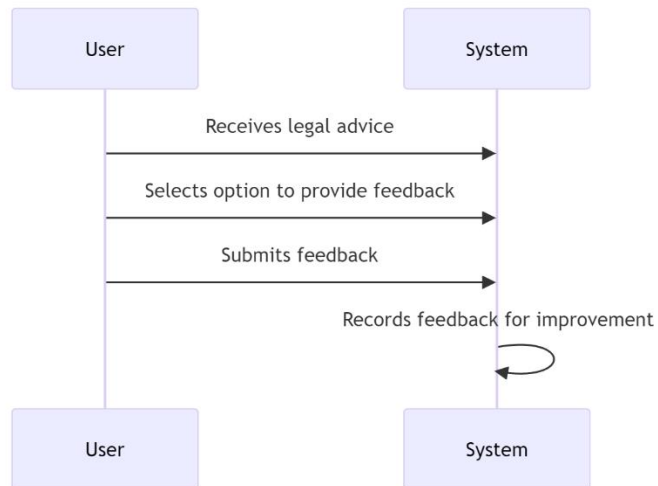 User
System
Receives legal advice
Selects option to provide feedback
Submits feedback
Records feedback for improvement
User
System